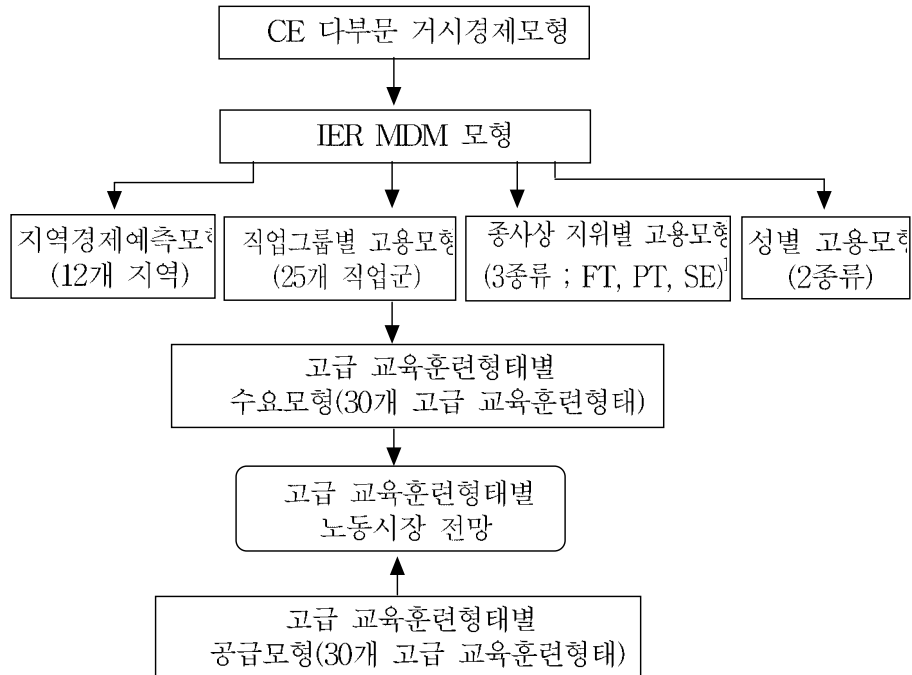 CE 다부문 거시경제모형
IER MDM 모형
지역경제예측모형
(12개 지역)
직업그룹별 고용모형
(25개 직업군)
종사상 지위별 고용모형
(3종류 ; FT, PT, SE)
성별 고용모형
(2종류)
고급 교육훈련형태별
수요모형(30개 고급 교육훈련형태)
고급 교육훈련형태별
노동시장 전망
고급 교육훈련형태별
공급모형(30개 고급 교육훈련형태)